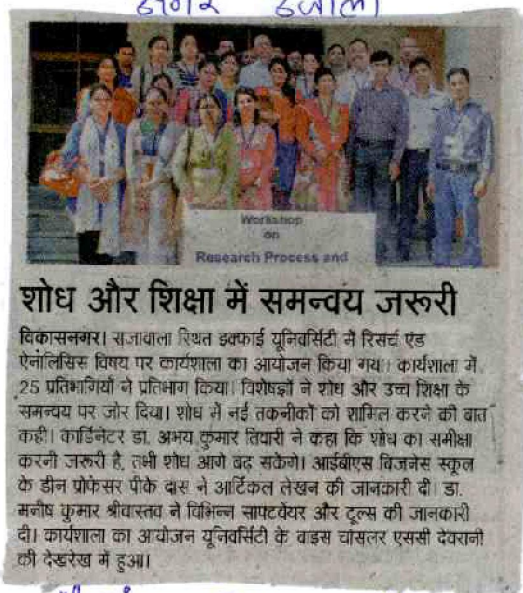 अमर उजाला
Workshop
on
Research Process and
शोध और शिक्षा में समन्वय जरूरी
विकासनगर। राजावाला स्थित इक्फाई यूनिवर्सिटी में रिसर्च एंड
ऐनालिसिस विषय पर कार्यशाला का आयोजन किया गया। कार्यशाला में
25 प्रतिभागियों ने प्रतिभाग किया। विशेषज्ञों ने शोध और उच्च शिक्षा के
समन्वय पर जोर दिया। शोध में नई तकनीकों को शामिल करने की बात
कही। कार्डिनेटर डा. अभय कुमार तिवारी ने कहा कि शोध का समीक्षा
करनी जरूरी है, तभी शोध आगे बढ़ सकेंगे। आईबीएस बिजनेस स्कूल
के डीन प्रोफेसर पीके दास ने आर्टिकल लेखन की जानकारी दी। डा.
मनीष कुमार श्रीवास्तव ने विभिन्न साफ्टवेयर और टूल्स की जानकारी
दी। कार्यशाला का आयोजन यूनिवर्सिटी के वाइस चांसलर एससी देवरानी
की देखरेख में हुआ।